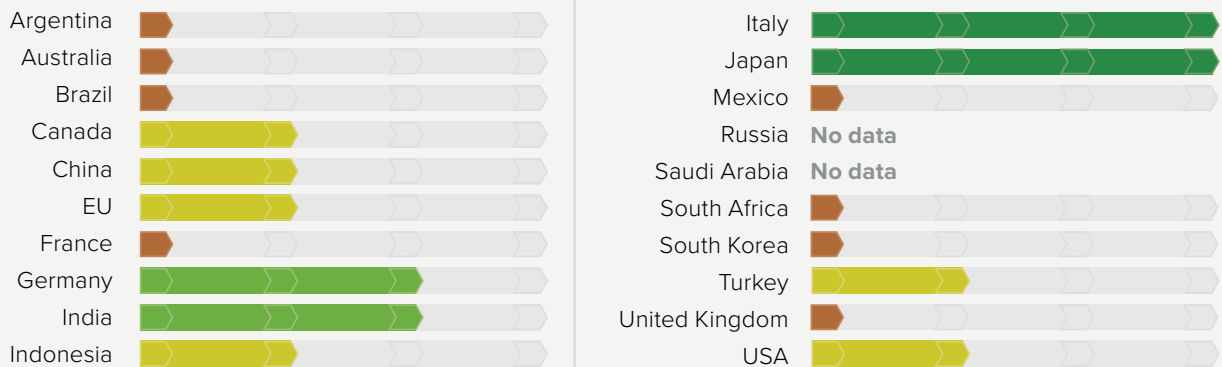 Argentina
Australia
Brazil
Canada
China
EU
France
Germany
India
Indonesia
Italy
Japan
Mexico
Russia No data
Saudi Arabia No data
South Africa
South Korea
Turkey
United Kingdom
USA